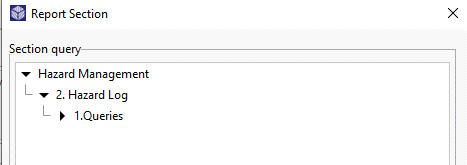 Report Section
Section query
Hazard Management
2. Hazard Log
1.Queries